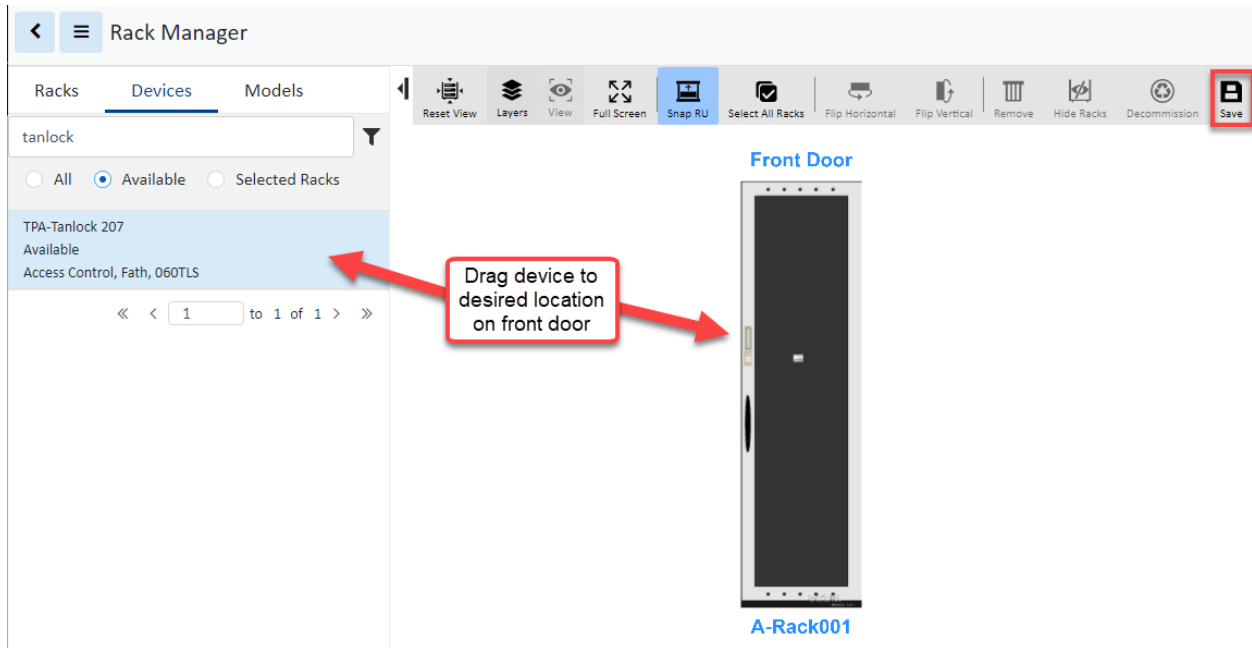 Rack Manager
Racks Devices Models
Reset View Layers View Full Screen Snap RU Select All Racks Flip Horizontal Flip Vertical Remove Hide Racks Decommission Save
tanlock
All Available Selected Racks
TPA-Tanlock 207
Available
Access Control, Fath, 060TLS
« < 1 to 1 of 1 > »
Front Door
Drag device to
desired location
on front door
A-Rack001